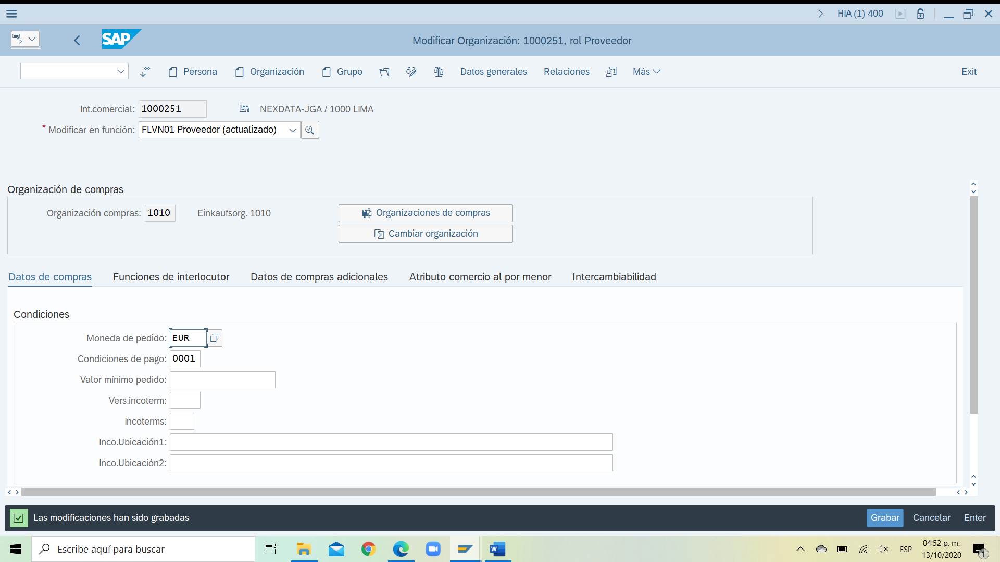 HIA (1) 400
SAP
Modificar Organización: 1000251, rol Proveedor
Persona
Organización
Grupo
Datos generales
Relaciones
Más
Exit
Int.comercial: 1000251
NEXDATA-JGA / 1000 LIMA
* Modificar en función: FLVN01 Proveedor (actualizado)
Organización de compras
Organización compras: 1010
Einkaufsorg. 1010
Organizaciones de compras
Cambiar organización
Datos de compras
Funciones de interlocutor
Datos de compras adicionales
Atributo comercio al por menor
Intercambiabilidad
Condiciones
Moneda de pedido: EUR
Condiciones de pago: 0001
Valor mínimo pedido:
Vers.incoterm:
Incoterms:
Inco.Ubicación1:
Inco.Ubicación2:
Las modificaciones han sido grabadas
Grabar
Cancelar
Enter
Escribe aquí para buscar
W
ESP
04:52 p. m.
13/10/2020
1